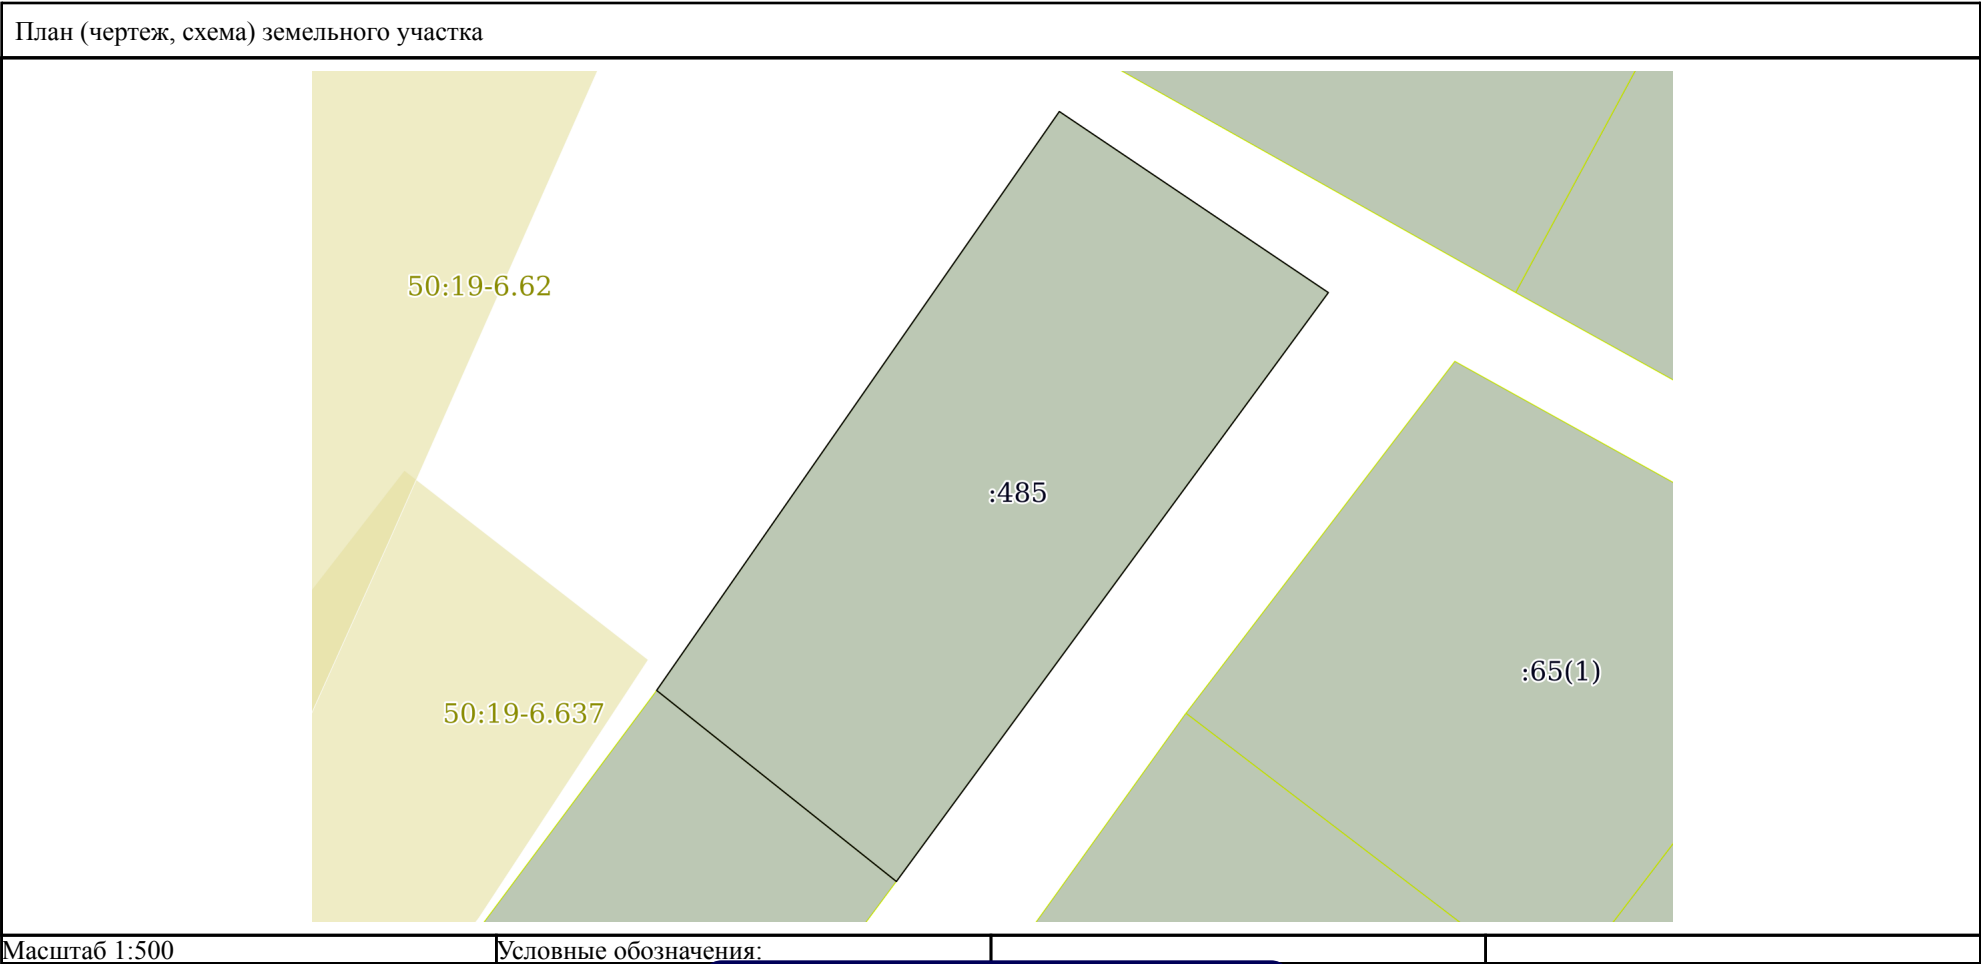 План (чертеж, схема) земельного участка
50:19-6.62
:485
:65(1)
50:19-6.637
Масштаб 1:500
Условные обозначения: